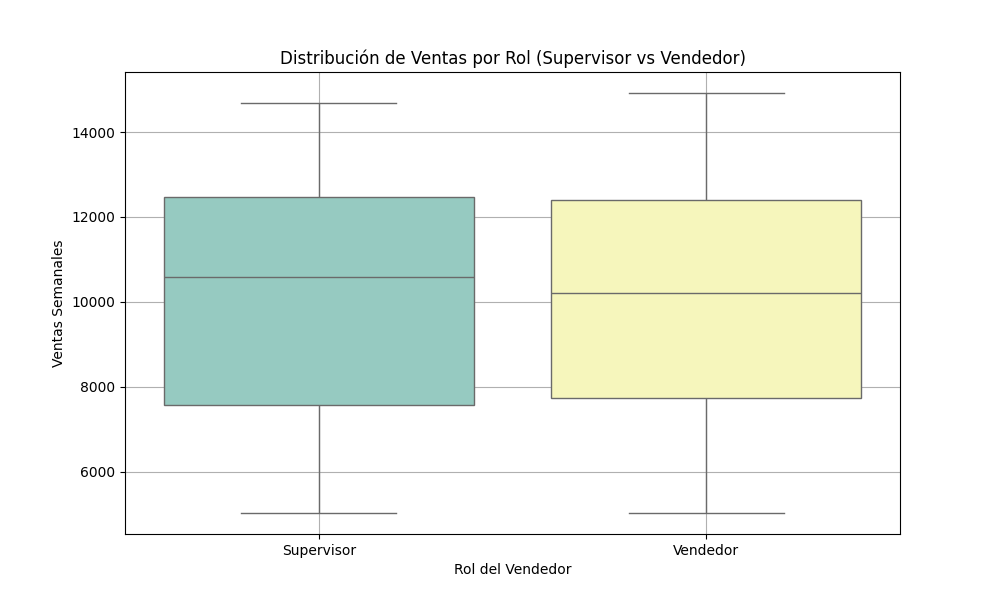 Distribución de Ventas por Rol (Supervisor vs Vendedor)
14000
12000
10000
8000
6000
Ventas Semanales
Supervisor
Vendedor
Rol del Vendedor